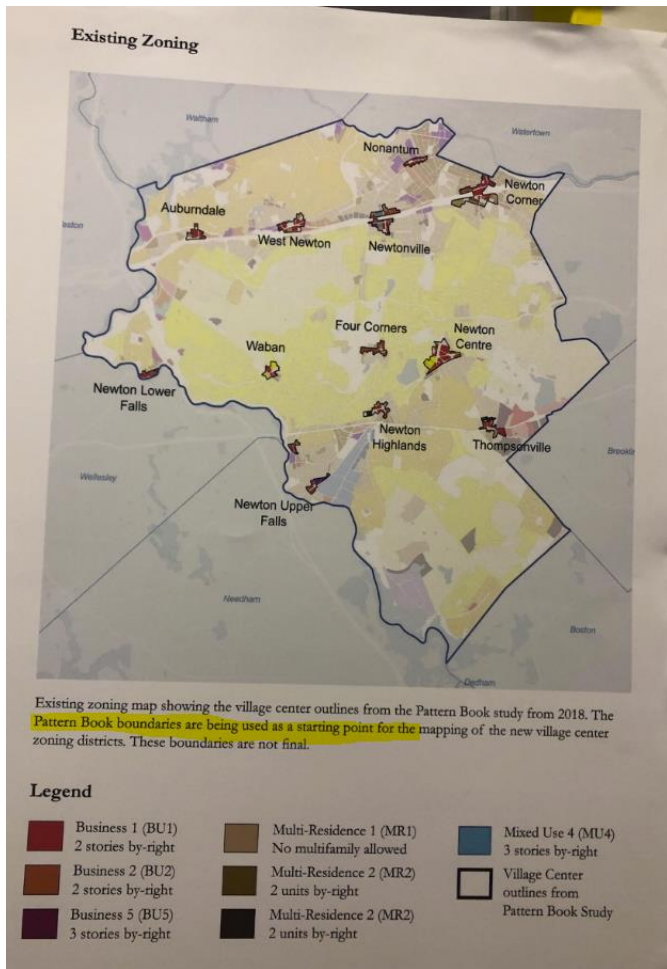 Existing Zoning
Waltham
Watertown
Nonantum
Newton
Corner
Auburndale
West Newton
Newtonville
Four Corners
Newton
Centre
Waban
Newton Lower
Falls
Newton
Highlands
Thompsonville
Wellesley
Newton Upper
Falls
Needham
Boston
Dedham
Existing zoning map showing the village center outlines from the Pattern Book study from 2018. The
Pattern Book boundaries are being used as a starting point for the mapping of the new village center
zoning districts. These boundaries are not final.
Legend
Business 1 (BU1)
2 stories by-right
Business 2 (BU2)
2 stories by-right
Business 5 (BU5)
3 stories by-right
Multi-Residence 1 (MR1)
No multifamily allowed
Multi-Residence 2 (MR2)
2 units by-right
Multi-Residence 2 (MR2)
2 units by-right
Mixed Use 4 (MU4)
3 stories by-right
Village Center
outlines from
Pattern Book Study